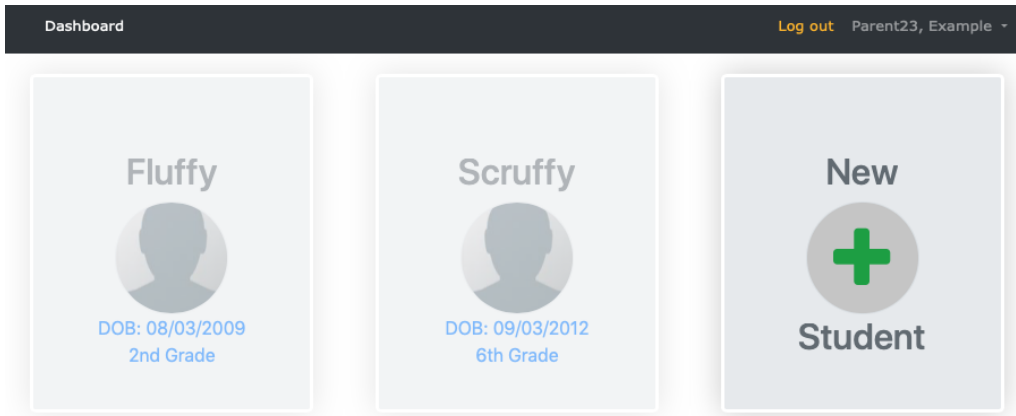 Dashboard Log out Parent23, Example
Fluffy
DOB: 08/03/2009
2nd Grade
Scruffy
DOB: 09/03/2012
6th Grade
New
Student